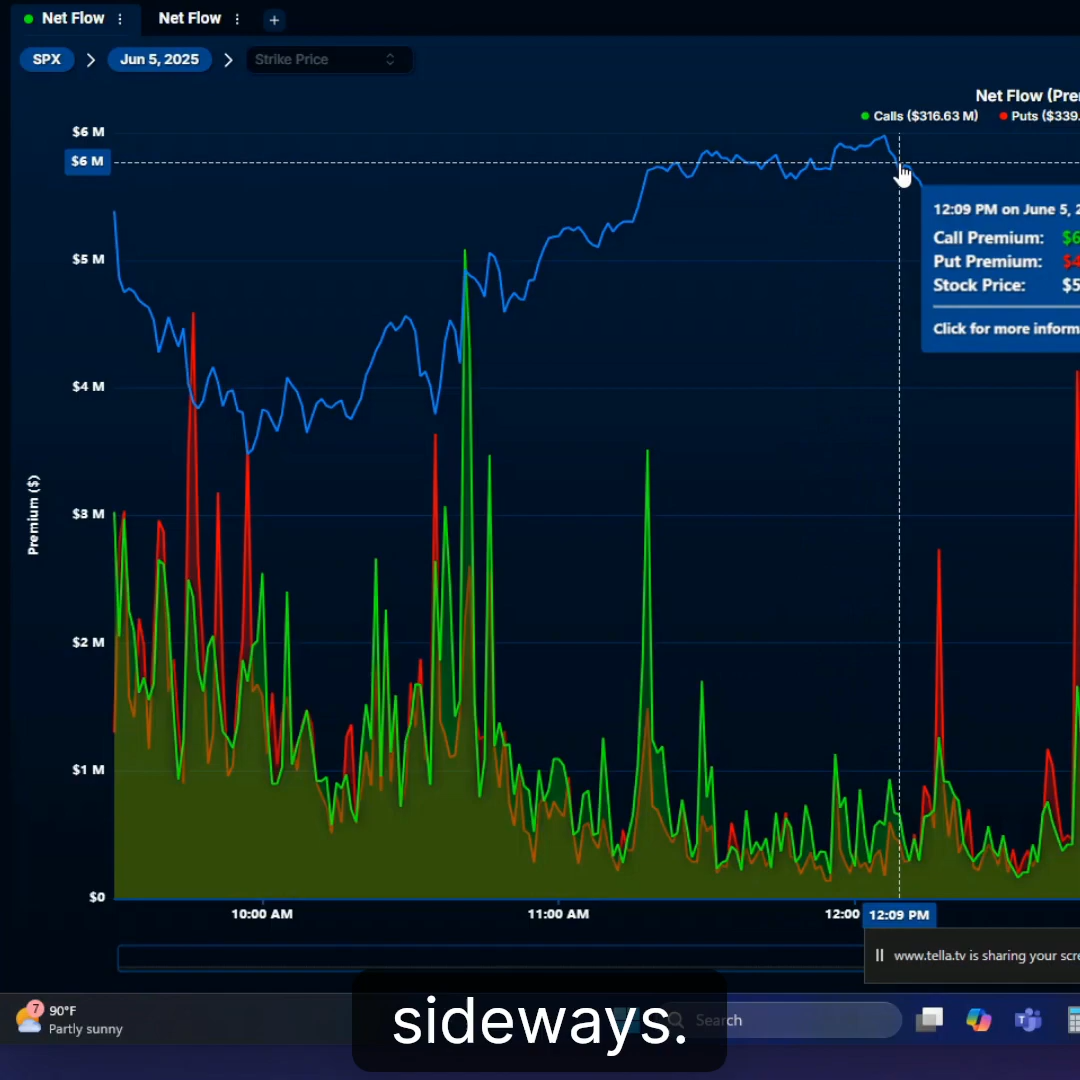 Net Flow
Net Flow
+
SPX
Jun 5, 2025
Strike Price
Net Flow (Pre
Calls ($316.63 M)
Puts ($339.
$6 M
$6 M
$5 M
$4 M
$3 M
$2 M
$1 M
$0
Premium ($)
12:09 PM on June 5, 2
Call Premium: $6
Put Premium: $4
Stock Price: $5
Click for more inform
10:00 AM
11:00 AM
12:00
12:09 PM
www.tella.tv is sharing your scre
7
90°F
Partly sunny
Search
sideways.